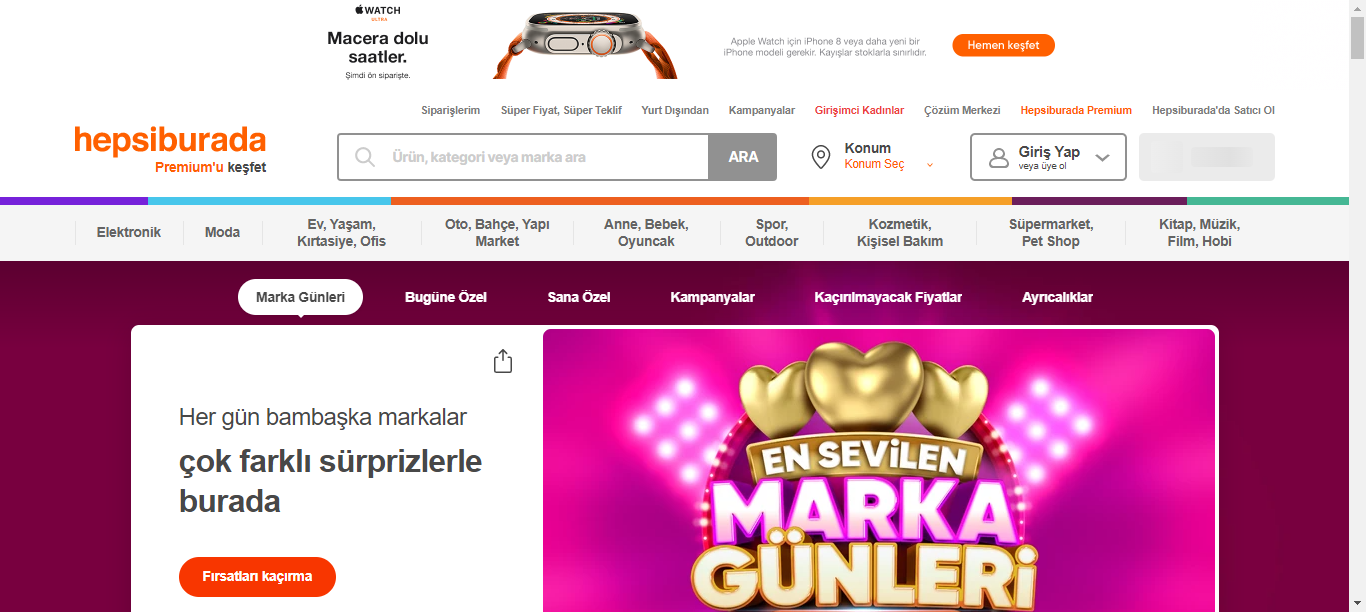 WATCH
ULTRA
Macera dolu
saatler.
Şimdi ön siparişte.
Apple Watch için iPhone 8 veya daha yeni bir
iPhone modeli gerekir. Kayışlar stoklarla sınırlıdır.
Hemen keşfet
Siparişlerim
Süper Fiyat, Süper Teklif
Yurt Dışından
Kampanyalar
Girişimci Kadınlar
Çözüm Merkezi
Hepsiburada Premium
Hepsiburada'da Satıcı Ol
hepsiburada
Premium'u keşfet
Ürün, kategori veya marka ara
ARA
Konum
Konum Seç
Giriş Yap
veya üye ol
Elektronik
Moda
Ev, Yaşam,
Kırtasiye, Ofis
Oto, Bahçe, Yapı
Market
Anne, Bebek,
Oyuncak
Spor,
Outdoor
Kozmetik,
Kişisel Bakım
Süpermarket,
Pet Shop
Kitap, Müzik,
Film, Hobi
Marka Günleri
Bugüne Özel
Sana Özel
Kampanyalar
Kaçırılmayacak Fiyatlar
Ayrıcalıklar
Her gün bambaşka markalar
çok farklı sürprizlerle
burada
Fırsatları kaçırma
EN SEVİLEN
MARKA
GÜNLERİ